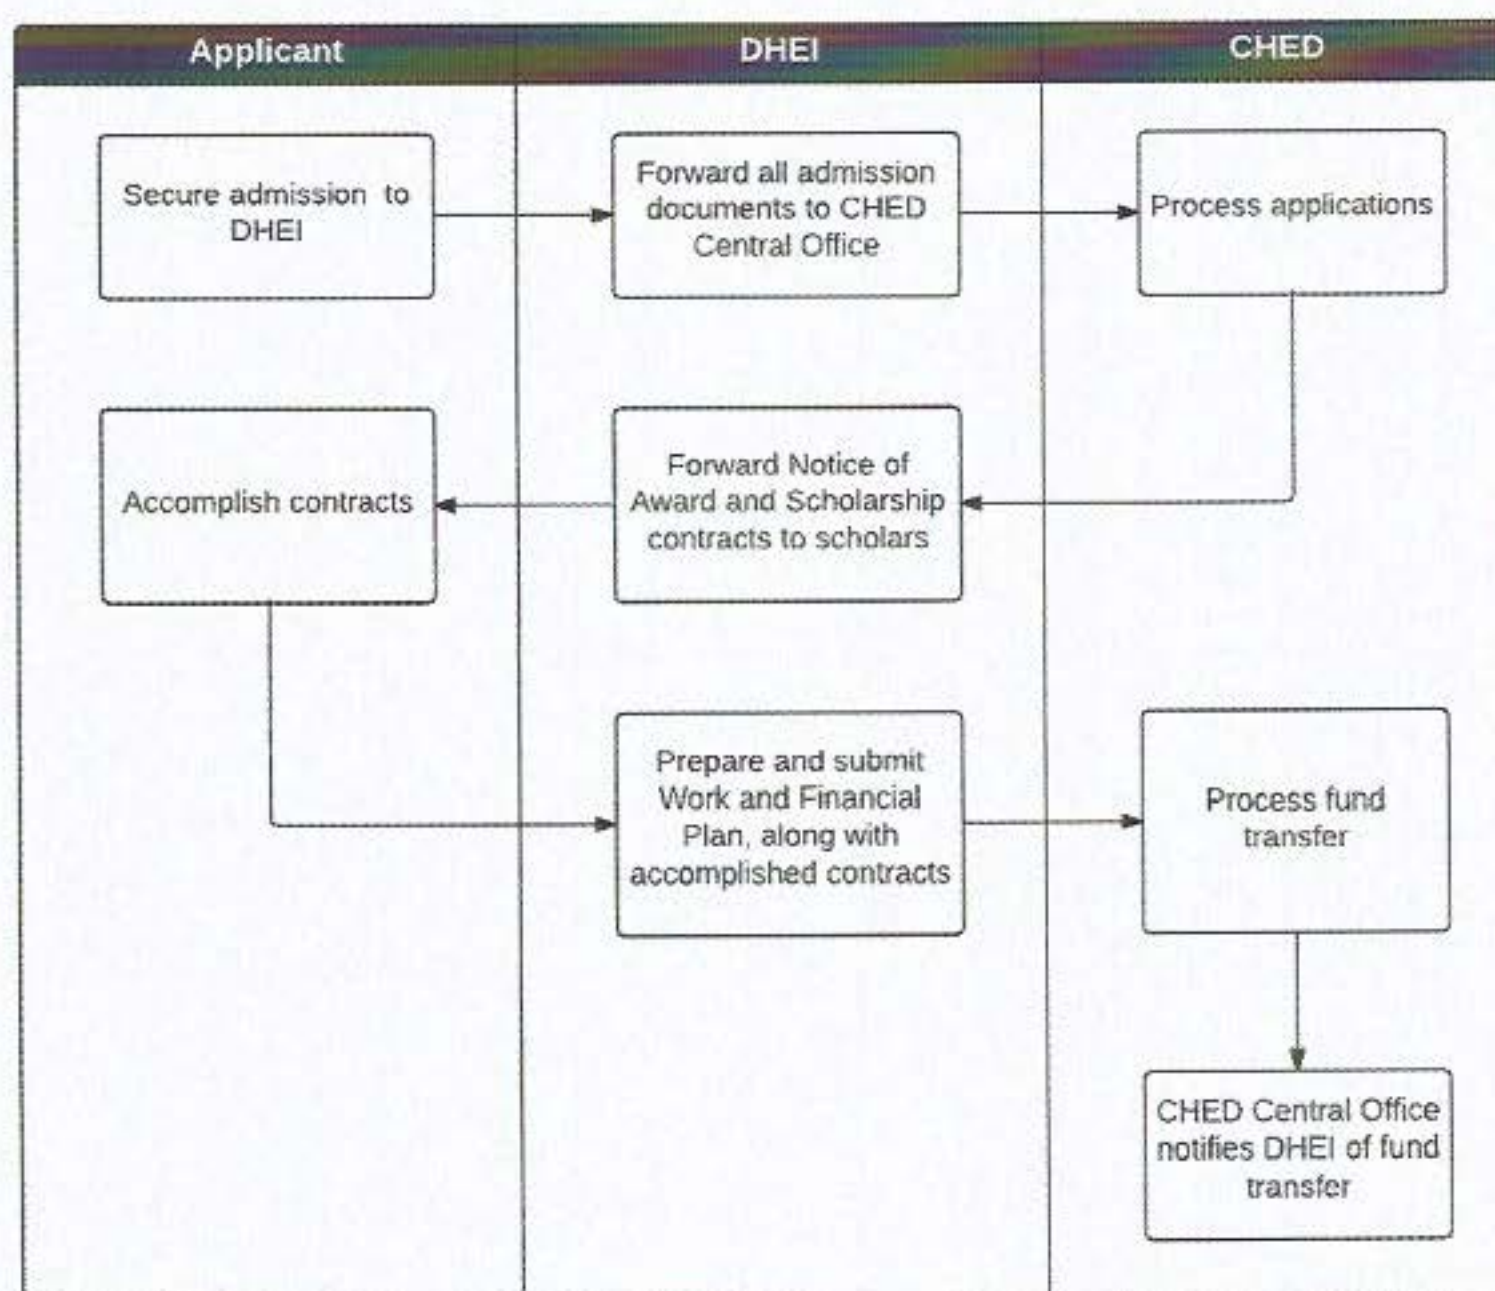 Applicant
DHEI
CHED
Secure admission to
DHEI
Forward all admission
documents to CHED
Central Office
Process applications
Accomplish contracts
Forward Notice of
Award and Scholarship
contracts to scholars
Prepare and submit
Work and Financial
Plan, along with
accomplished contracts
Process fund
transfer
CHED Central Office
notifies DHEI of fund
transfer